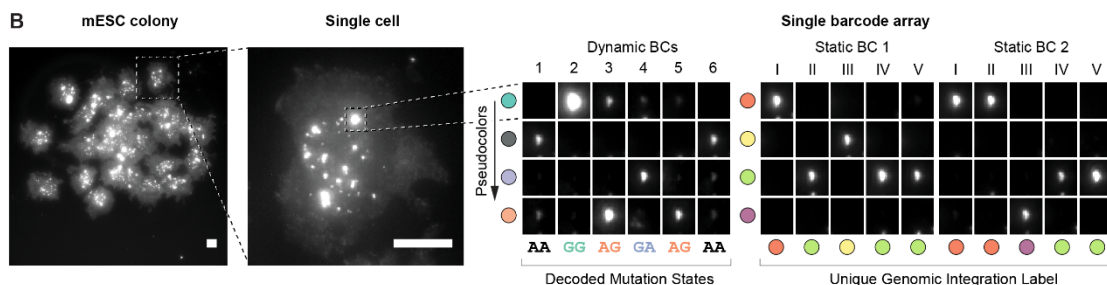 B
mESC colony
Single cell
Single barcode array
Dynamic BCs
Static BC 1
Static BC 2
1 2 3 4 5 6
I II III IV V
I II III IV V
Pseudocolors
AA GG AG GA AG AA
Decoded Mutation States
Unique Genomic Integration Label